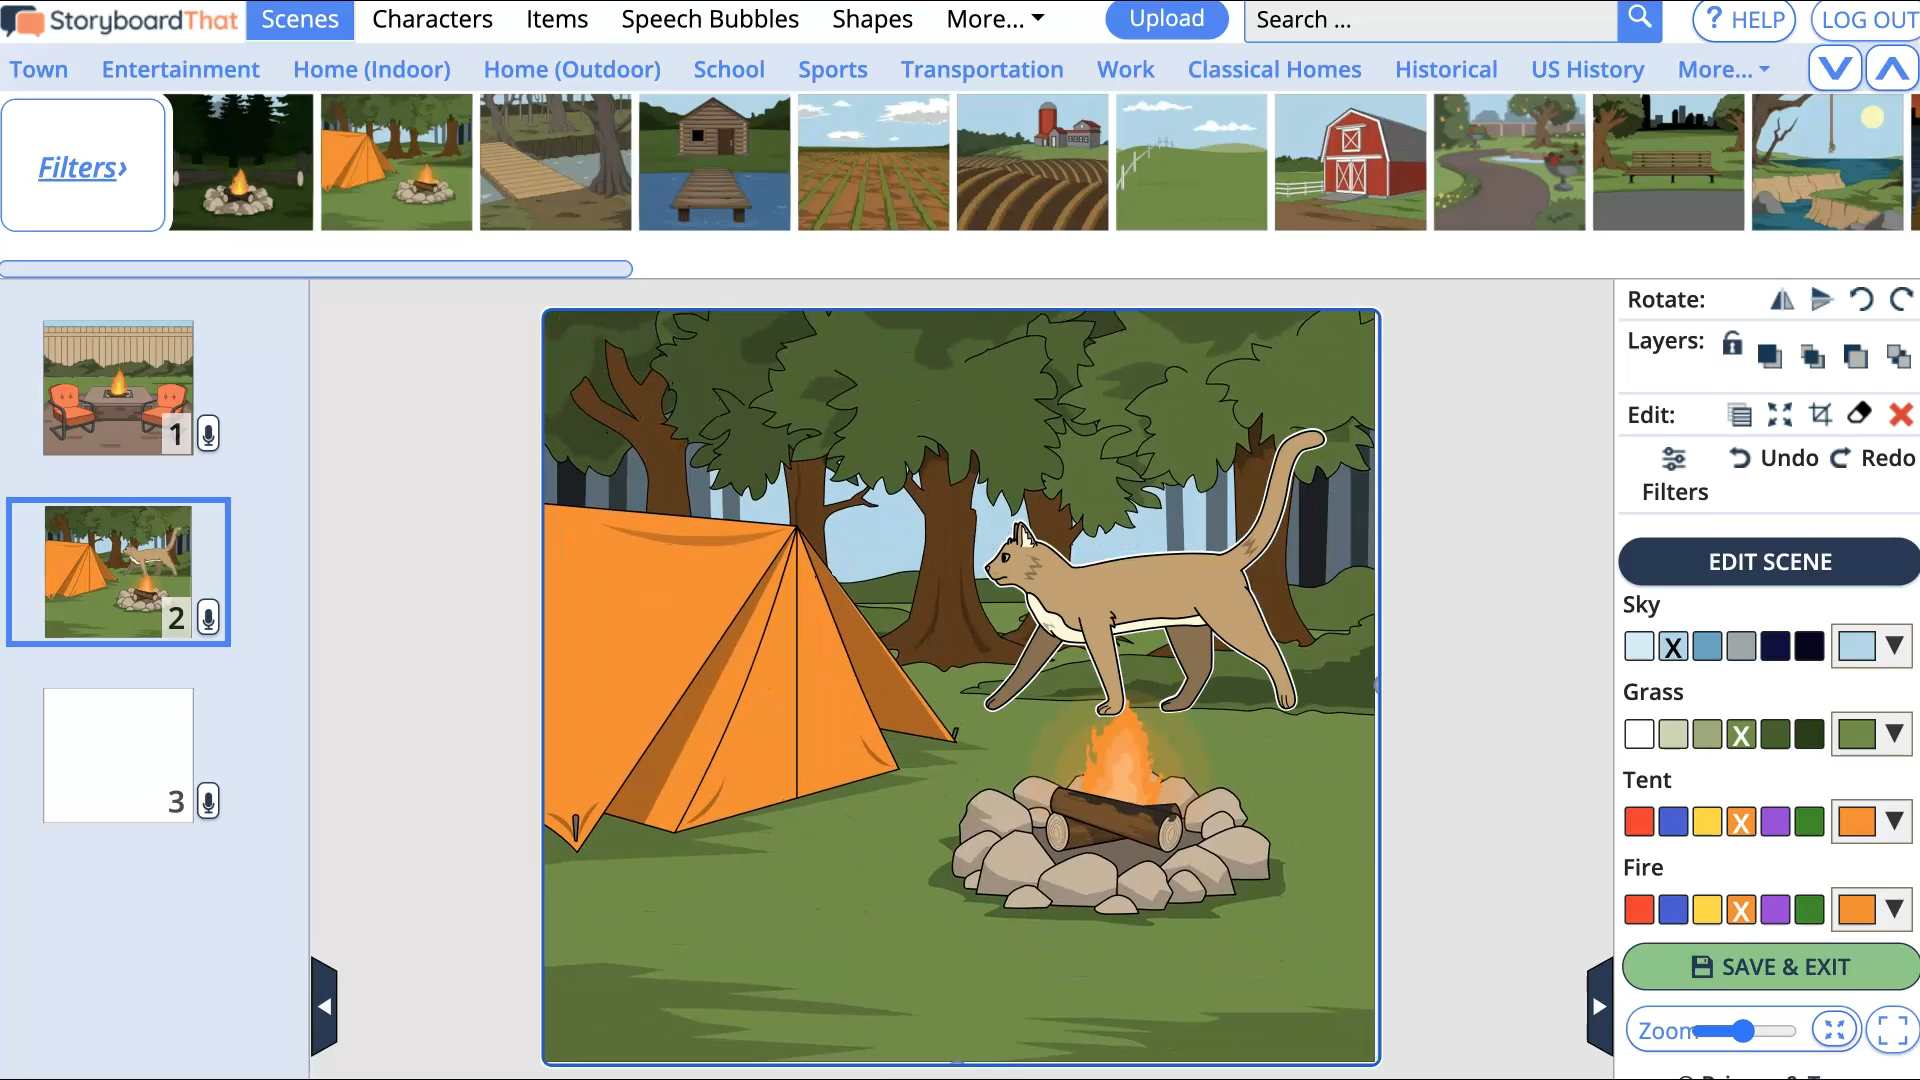 StoryboardThat Scenes Characters Items Speech Bubbles Shapes More... Upload Search ... ? HELP LOG OUT
Town Entertainment Home (Indoor) Home (Outdoor) School Sports Transportation Work Classical Homes Historical US History More...
Filters›
Rotate:
Layers:
Edit:
Undo Redo
Filters
EDIT SCENE
Sky
X
Grass
X
Tent
X
Fire
X
SAVE & EXIT
Zoom
1
2
3